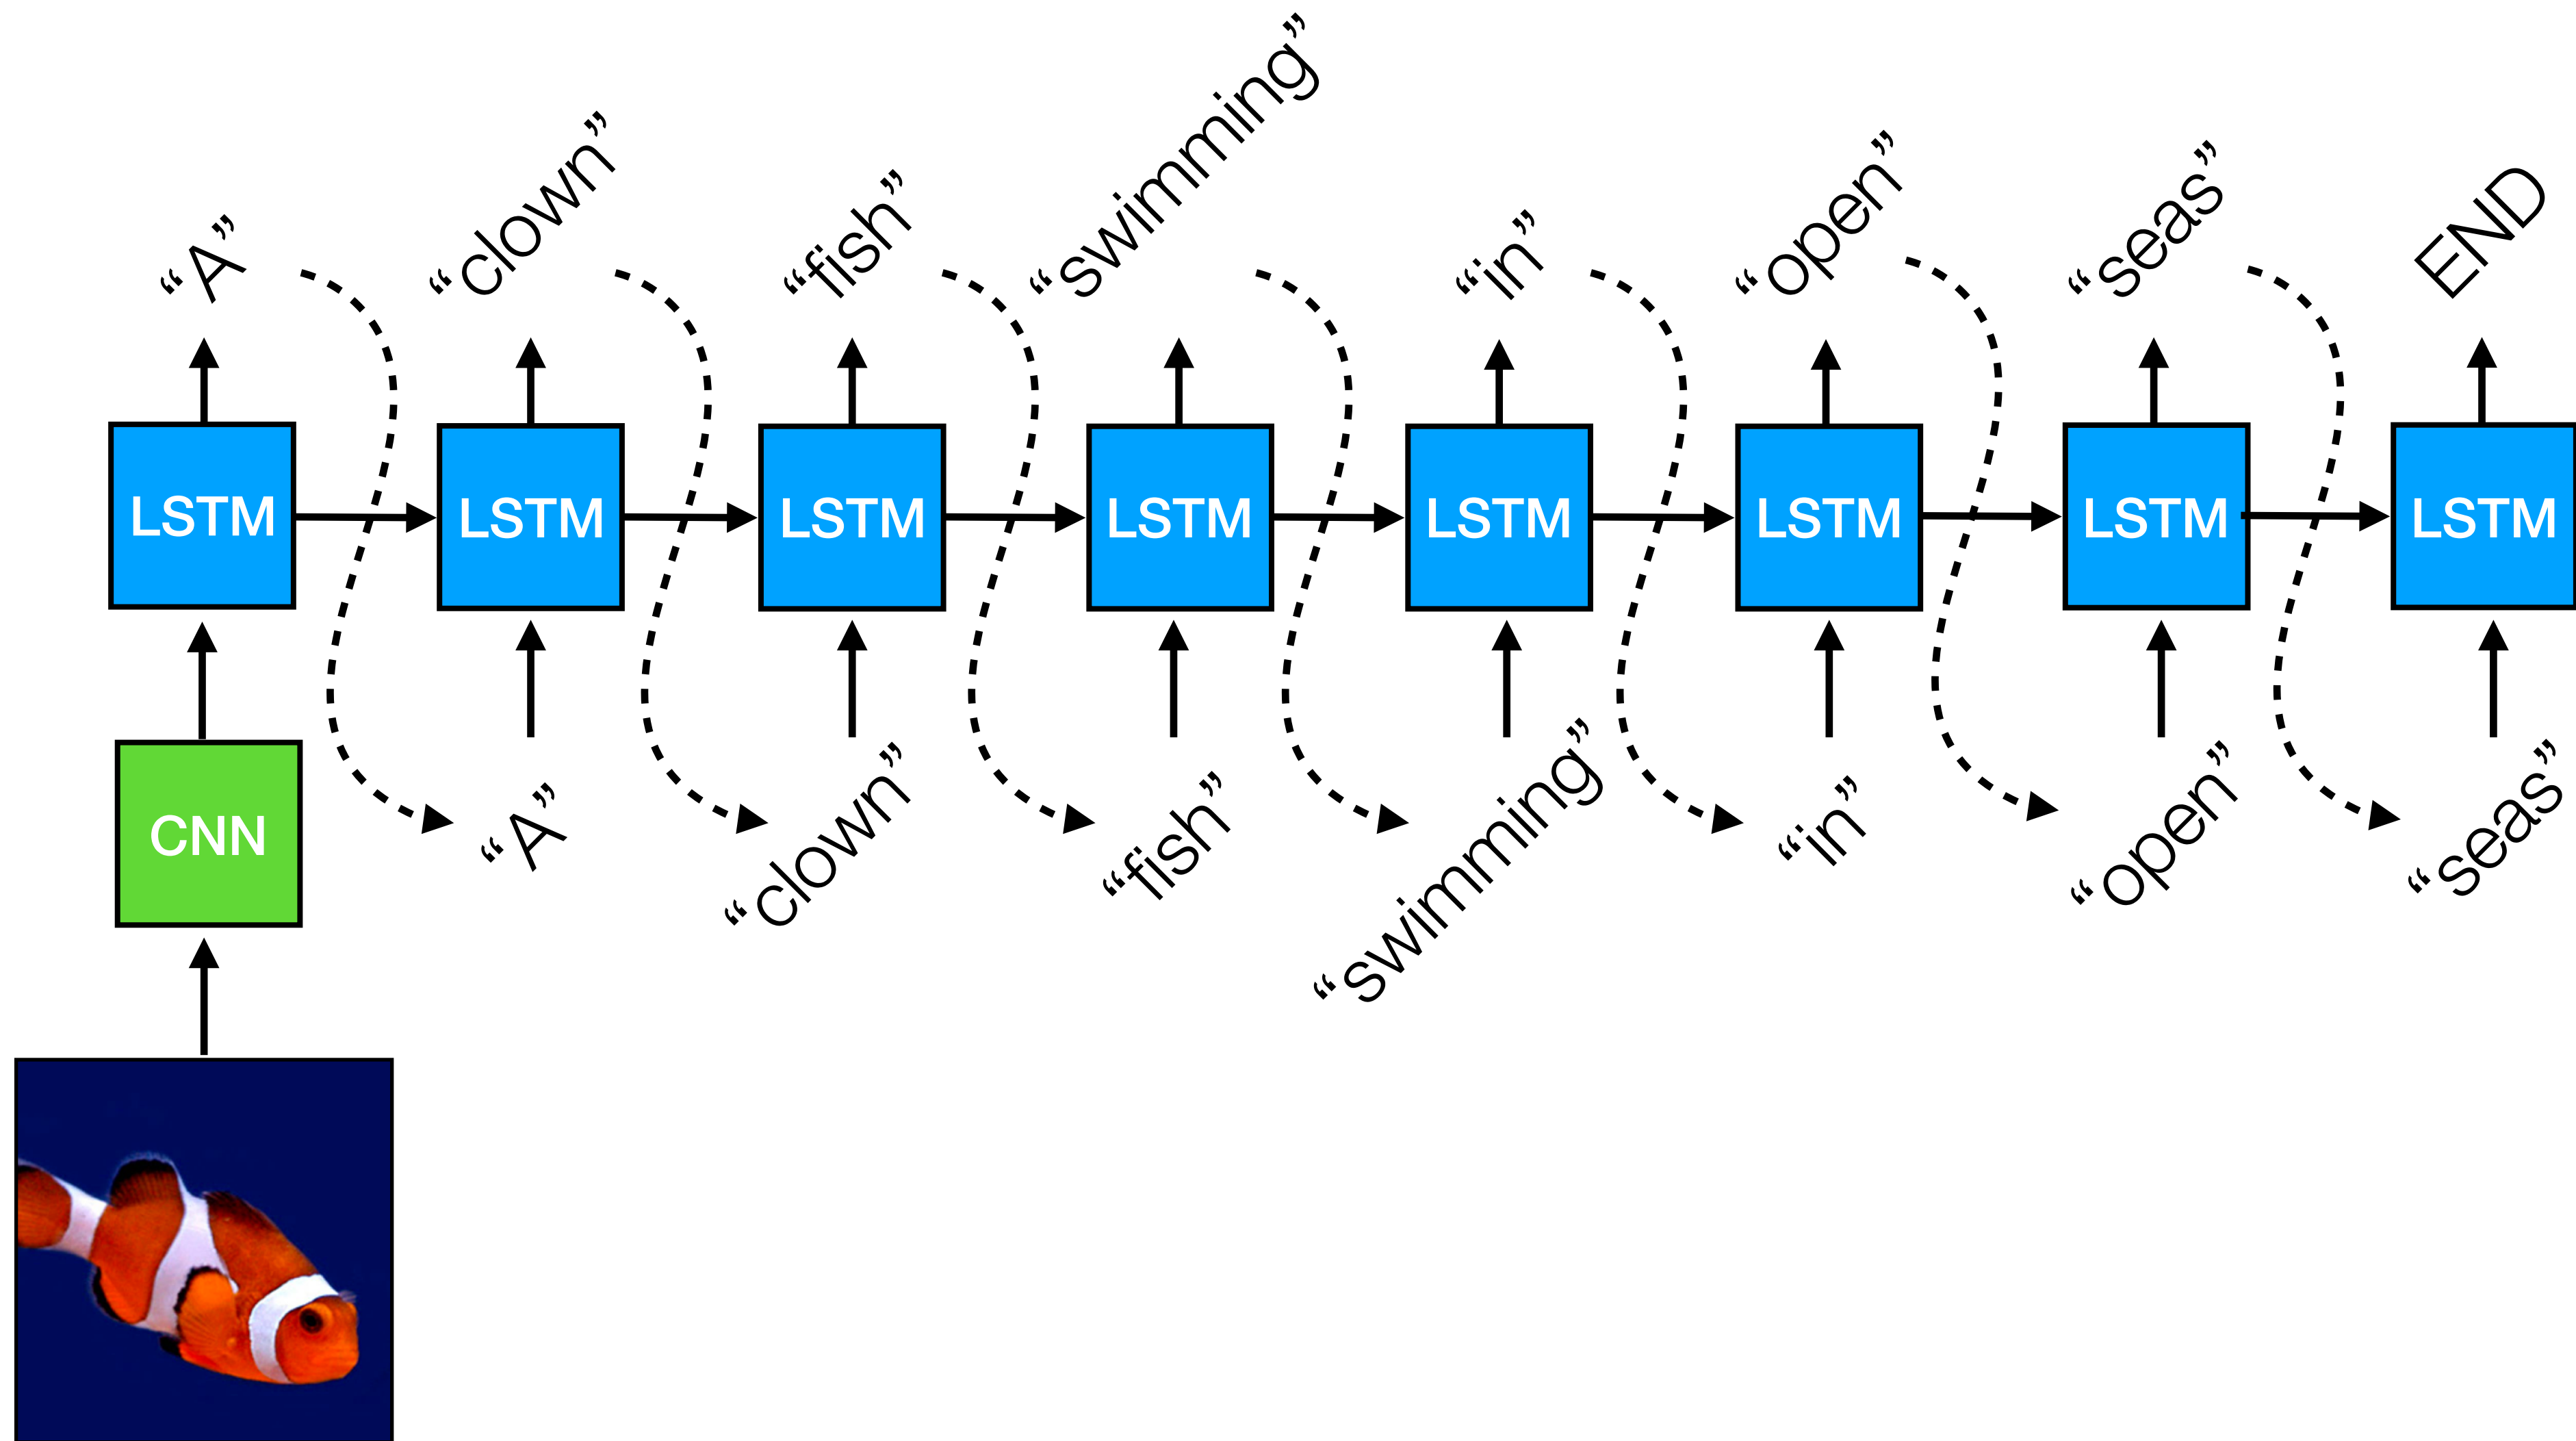 “A” “clown” “fish” “swimming” “in” “open” “seas” END
LSTM LSTM LSTM LSTM LSTM LSTM LSTM LSTM
CNN
“A” “clown” “fish” “swimming” “in” “open” “seas”